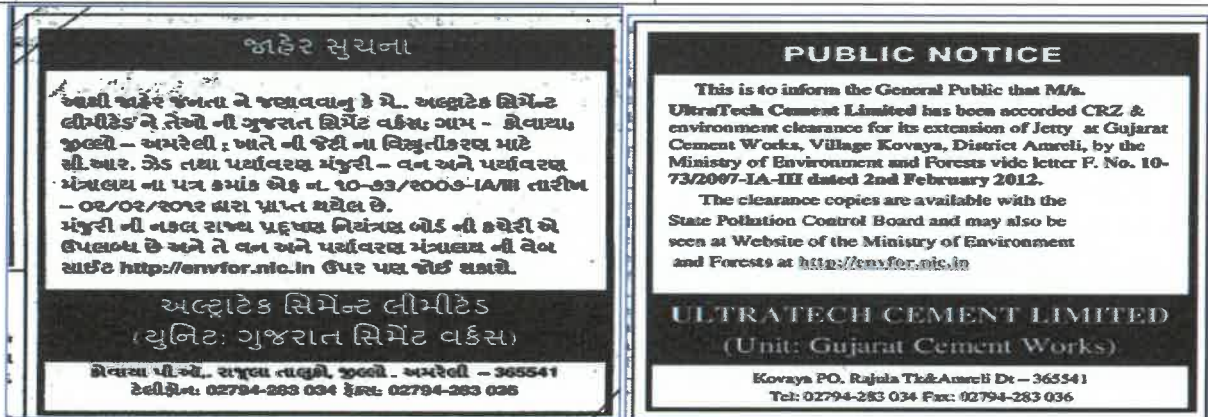 જાહેર સુચના
આથી જાહેર જનતા ને જણાવવાનુ કે મે.. અલ્ટ્રાટેક સિમેન્ટ
લીમીટેડ ને તેઓ ની ગુજરાત સિમેંટ વર્કસ; ગામ - કોવાયા;
જીલ્લો – અમરેલી ; ખાતે ની જેટી ના વિસ્તુતીકરણ માટે
સી.આર. ઝેડ તથા પર્યાવરણ મંજુરી – વન અને પર્યાવરણ
મંત્રાલય ના પત્ર ક્રમાંક એફ ન. ૧૦-૭૩/૨૦૦૭-IA/III તારીખ
– ૦૨/૦૨/૨૦૧૨ દ્વારા પ્રાપ્ત થયેલ છે.
મંજુરી ની નકલ રાજ્ય પ્રદૂષણ નિયંત્રણ બોર્ડ ની કચેરી એ
ઉપલબ્ધ છે અને તે વન અને પર્યાવરણ મંત્રાલય ની વેબ
સાઈટ http://envfor.nic.in ઉપર પણ જોઈ શકાશે.
અલ્ટ્રાટેક સિમેંટ લીમીટેડ
(યુનિટ: ગુજરાત સિમેંટ વર્કસ)
કોવાયા પી.ઓ,. રાજુલા તાલુકો, જીલ્લો - અમરેલી – 365541
ટેલીફોન: 02794-283 034 ફેક્સ: 02794-283 036
PUBLIC NOTICE
This is to inform the General Public that M/s.
UltraTech Cement Limited has been accorded CRZ &
environment clearance for its extension of Jetty at Gujarat
Cement Works, Village Kovaya, District Amreli, by the
Ministry of Environment and Forests vide letter F. No. 10-
73/2007-IA-III dated 2nd February 2012.
The clearance copies are available with the
State Pollution Control Board and may also be
seen at Website of the Ministry of Environment
and Forests at http://envfor.nic.in
ULTRATECH CEMENT LIMITED
(Unit: Gujarat Cement Works)
Kovaya PO. Rajula Tk&Amreli Dt – 365541
Tel: 02794-283 034 Fax: 02794-283 036